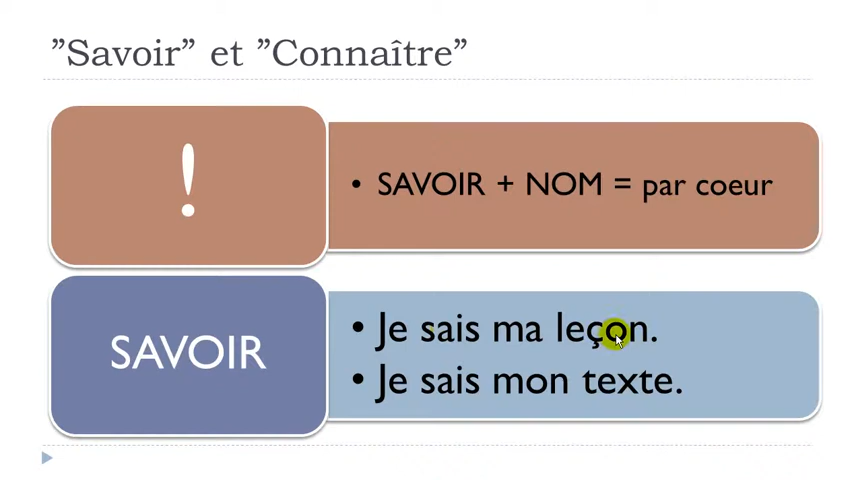 ”Savoir” et ”Connaître”
!
• SAVOIR + NOM = par coeur
SAVOIR
• Je sais ma leçon.
• Je sais mon texte.